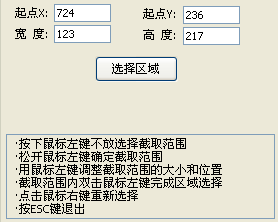 起点X: 724 起点Y: 236
宽 度: 123 高 度: 217
选择区域
·按下鼠标左键不放选择截取范围
·松开鼠标左键确定截取范围
·用鼠标左键调整截取范围的大小和位置
·截取范围内双击鼠标左键完成区域选择
·点击鼠标右键重新选择
·按ESC键退出